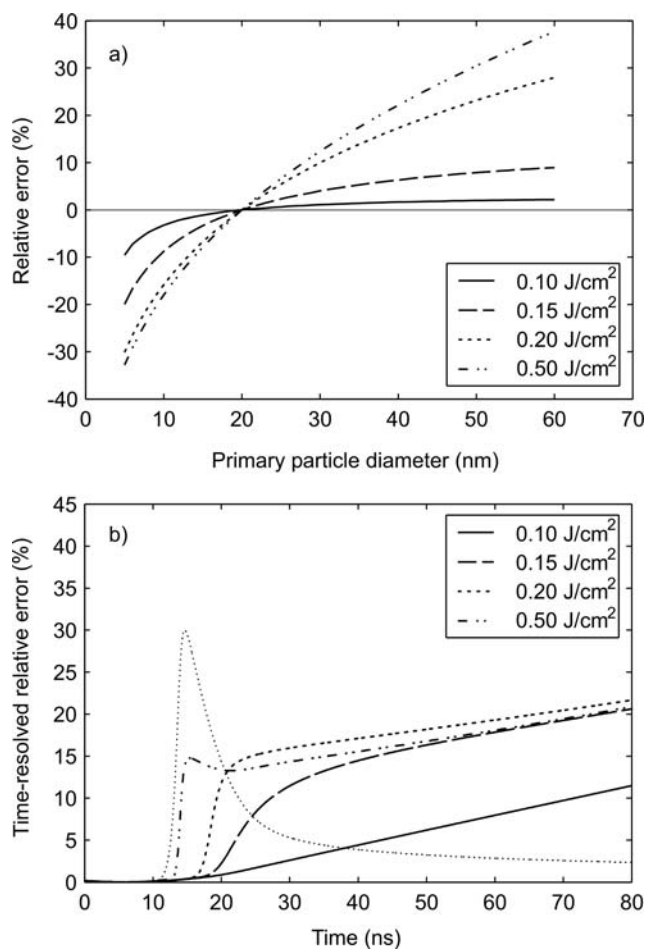 a)
Relative error (%)
40
30
20
10
0
-10
-20
-30
-40
0.10 J/cm²
0.15 J/cm²
0.20 J/cm²
0.50 J/cm²
0 10 20 30 40 50 60 70
Primary particle diameter (nm)
b)
Time-resolved relative error (%)
45
40
35
30
25
20
15
10
5
0
0.10 J/cm²
0.15 J/cm²
0.20 J/cm²
0.50 J/cm²
0 10 20 30 40 50 60 70 80
Time (ns)